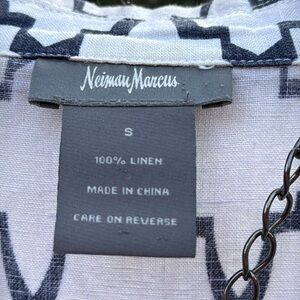 Neiman Marcus
S
100% LINEN
MADE IN CHINA
CARE ON REVERSE